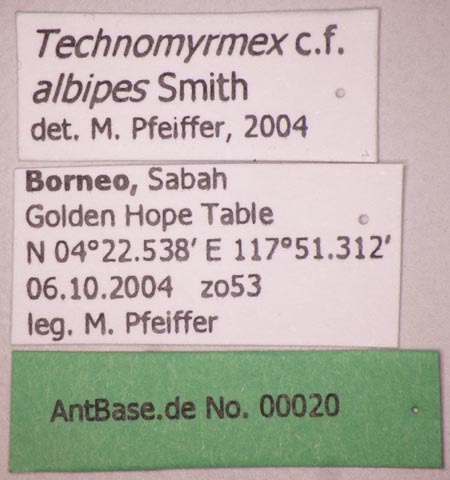 Technomyrmex c.f.
albipes Smith
det. M. Pfeiffer, 2004
Borneo, Sabah
Golden Hope Table
N 04°22.538′ E 117°51.312′
06.10.2004 zo53
leg. M. Pfeiffer
AntBase.de No. 00020